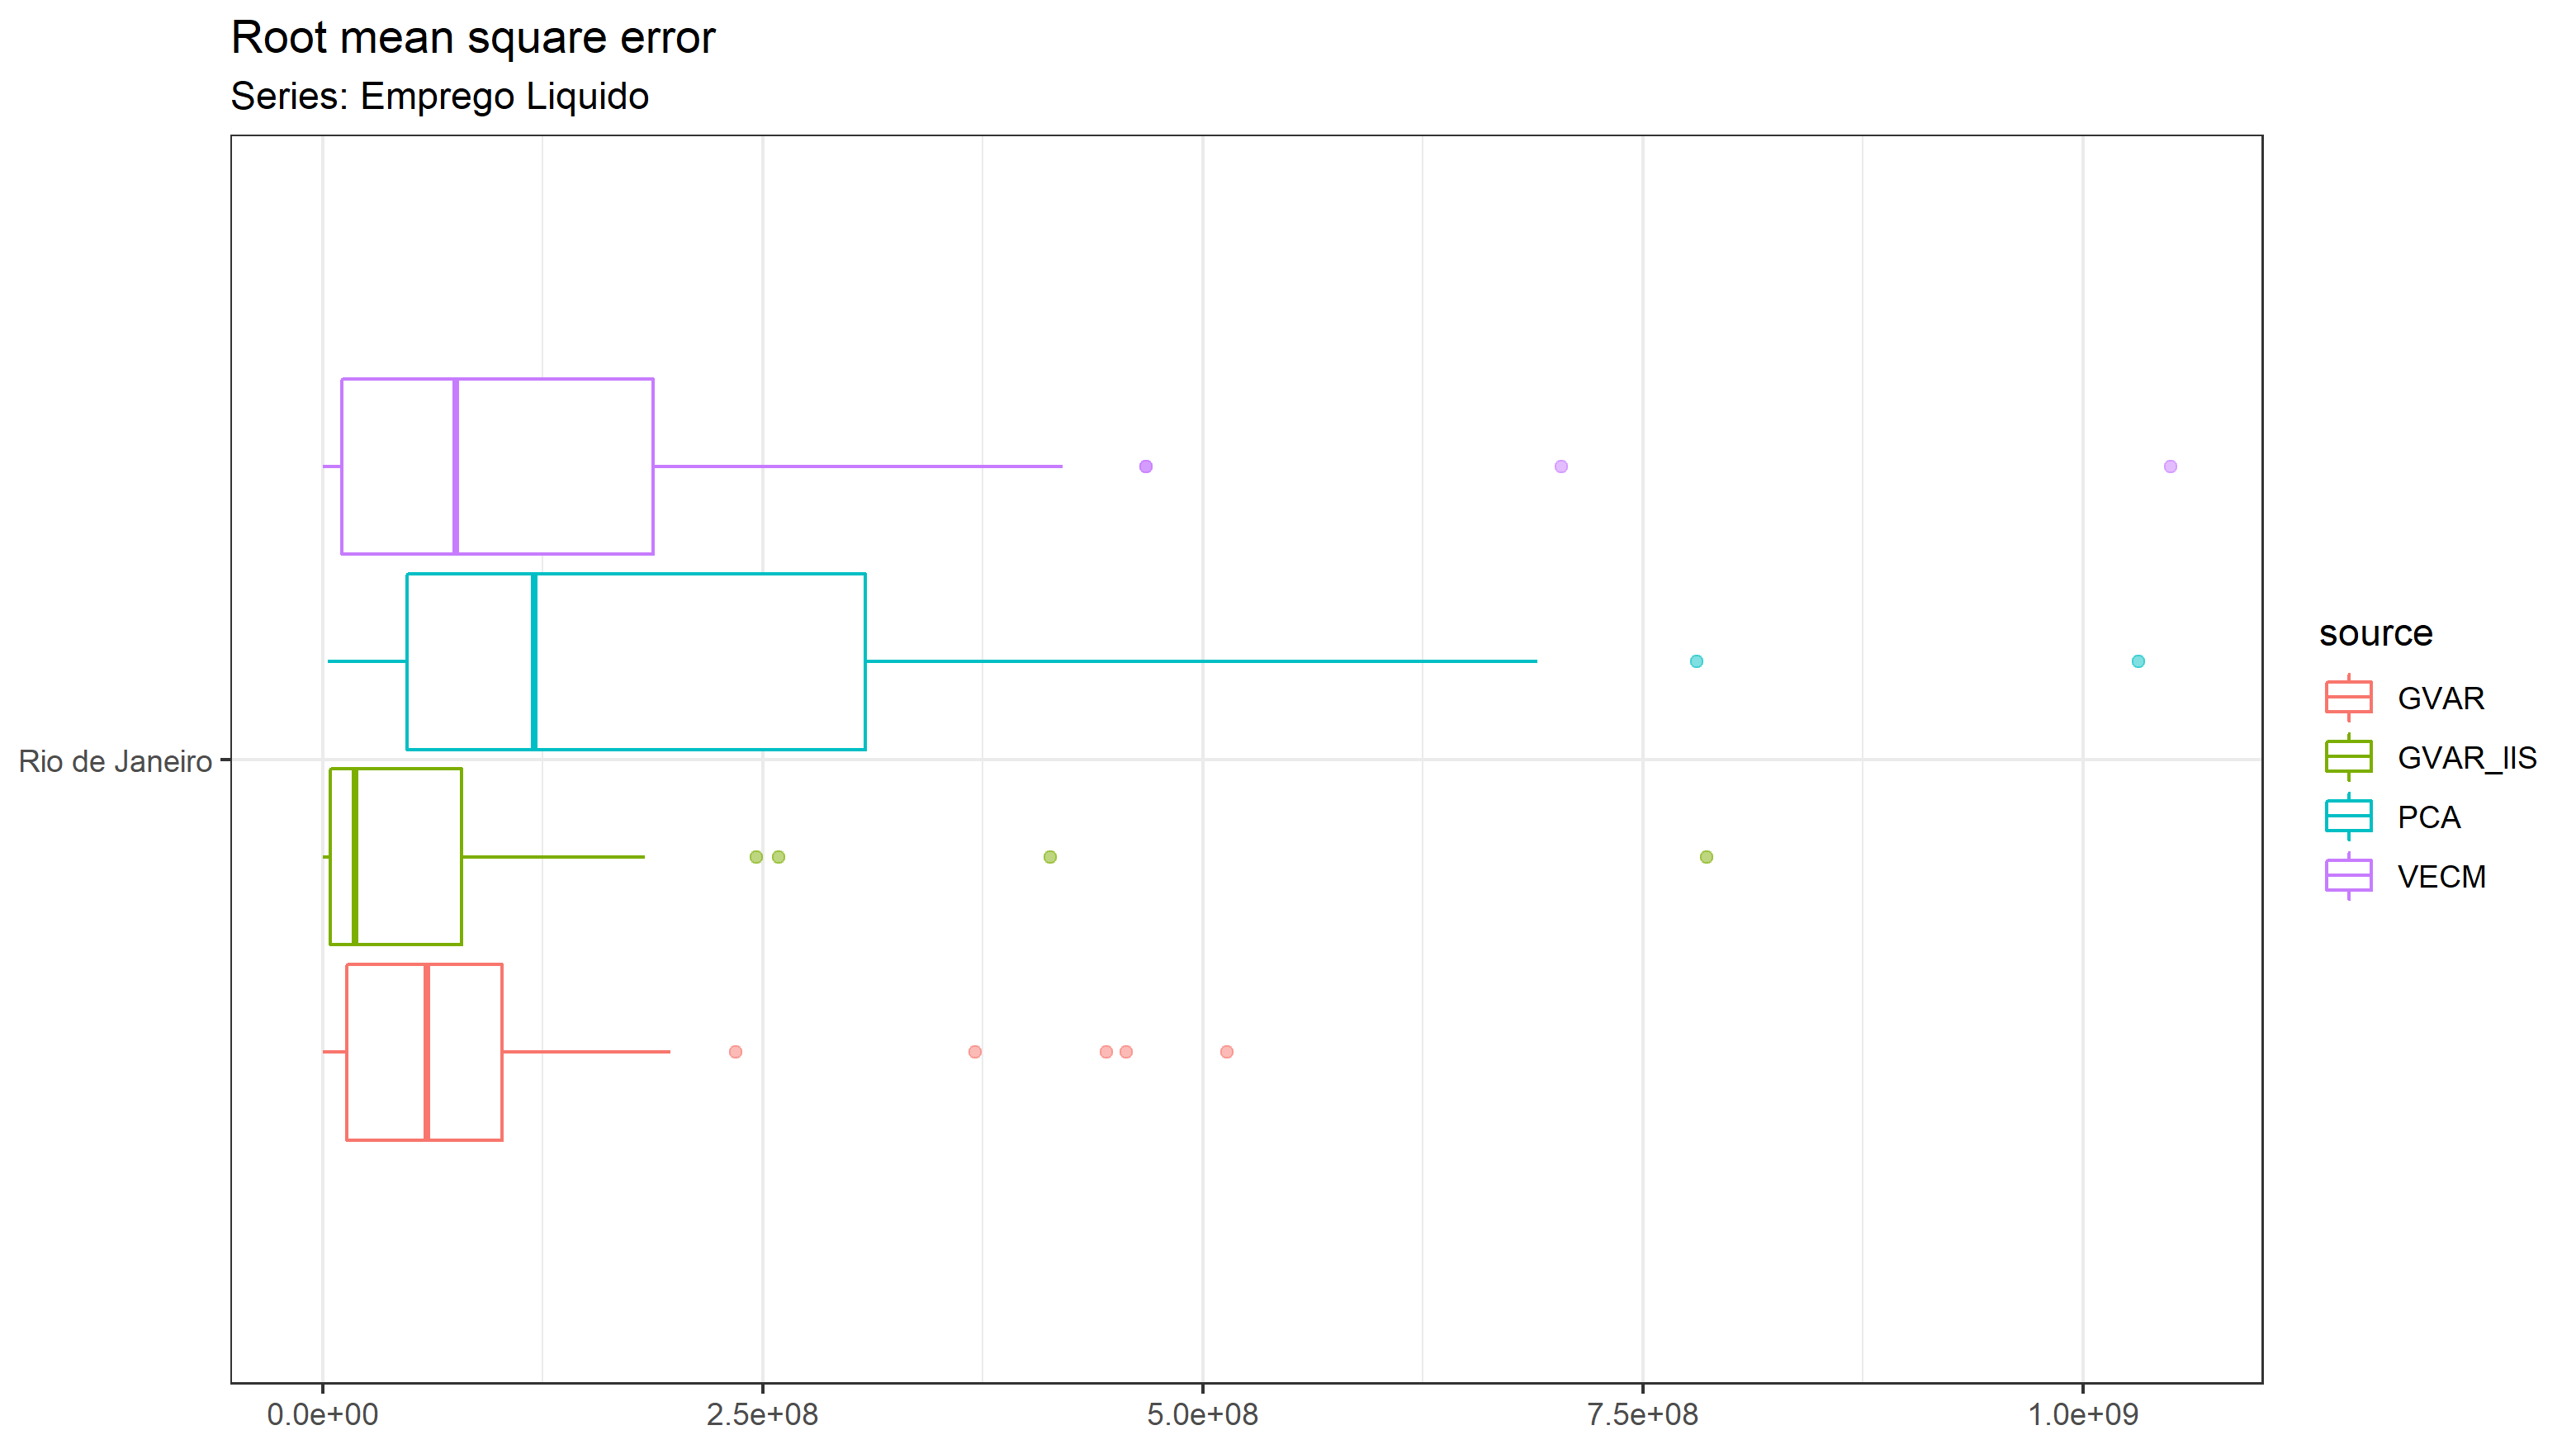 Root mean square error
Series: Emprego Liquido
Rio de Janeiro
0.0e+00
2.5e+08
5.0e+08
7.5e+08
1.0e+09
source
GVAR
GVAR_IIS
PCA
VECM